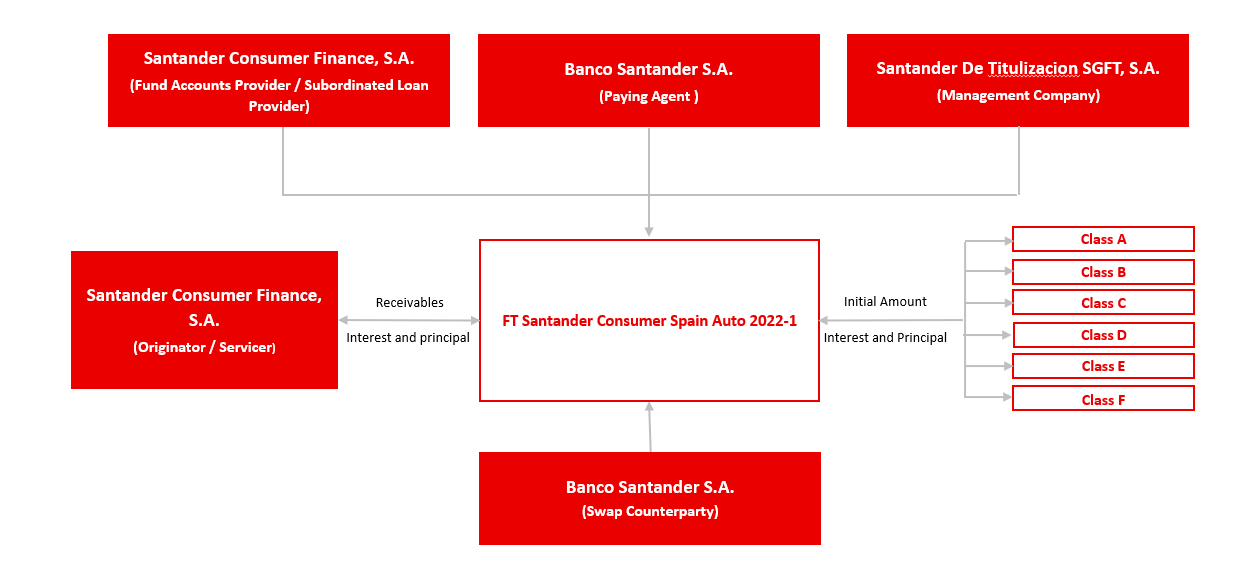 Santander Consumer Finance, S.A.
(Fund Accounts Provider / Subordinated Loan
Provider)
Banco Santander S.A.
(Paying Agent )
Santander De Titulizacion SGFT, S.A.
(Management Company)
Santander Consumer Finance,
S.A.
(Originator / Servicer)
Receivables
Interest and principal
FT Santander Consumer Spain Auto 2022-1
Initial Amount
Interest and Principal
Class A
Class B
Class C
Class D
Class E
Class F
Banco Santander S.A.
(Swap Counterparty)